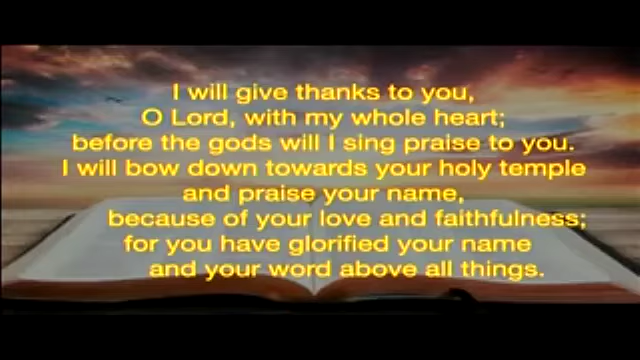 I will give thanks to you,
O Lord, with my whole heart;
before the gods will I sing praise to you.
I will bow down towards your holy temple
and praise your name,
because of your love and faithfulness;
for you have glorified your name
and your word above all things.